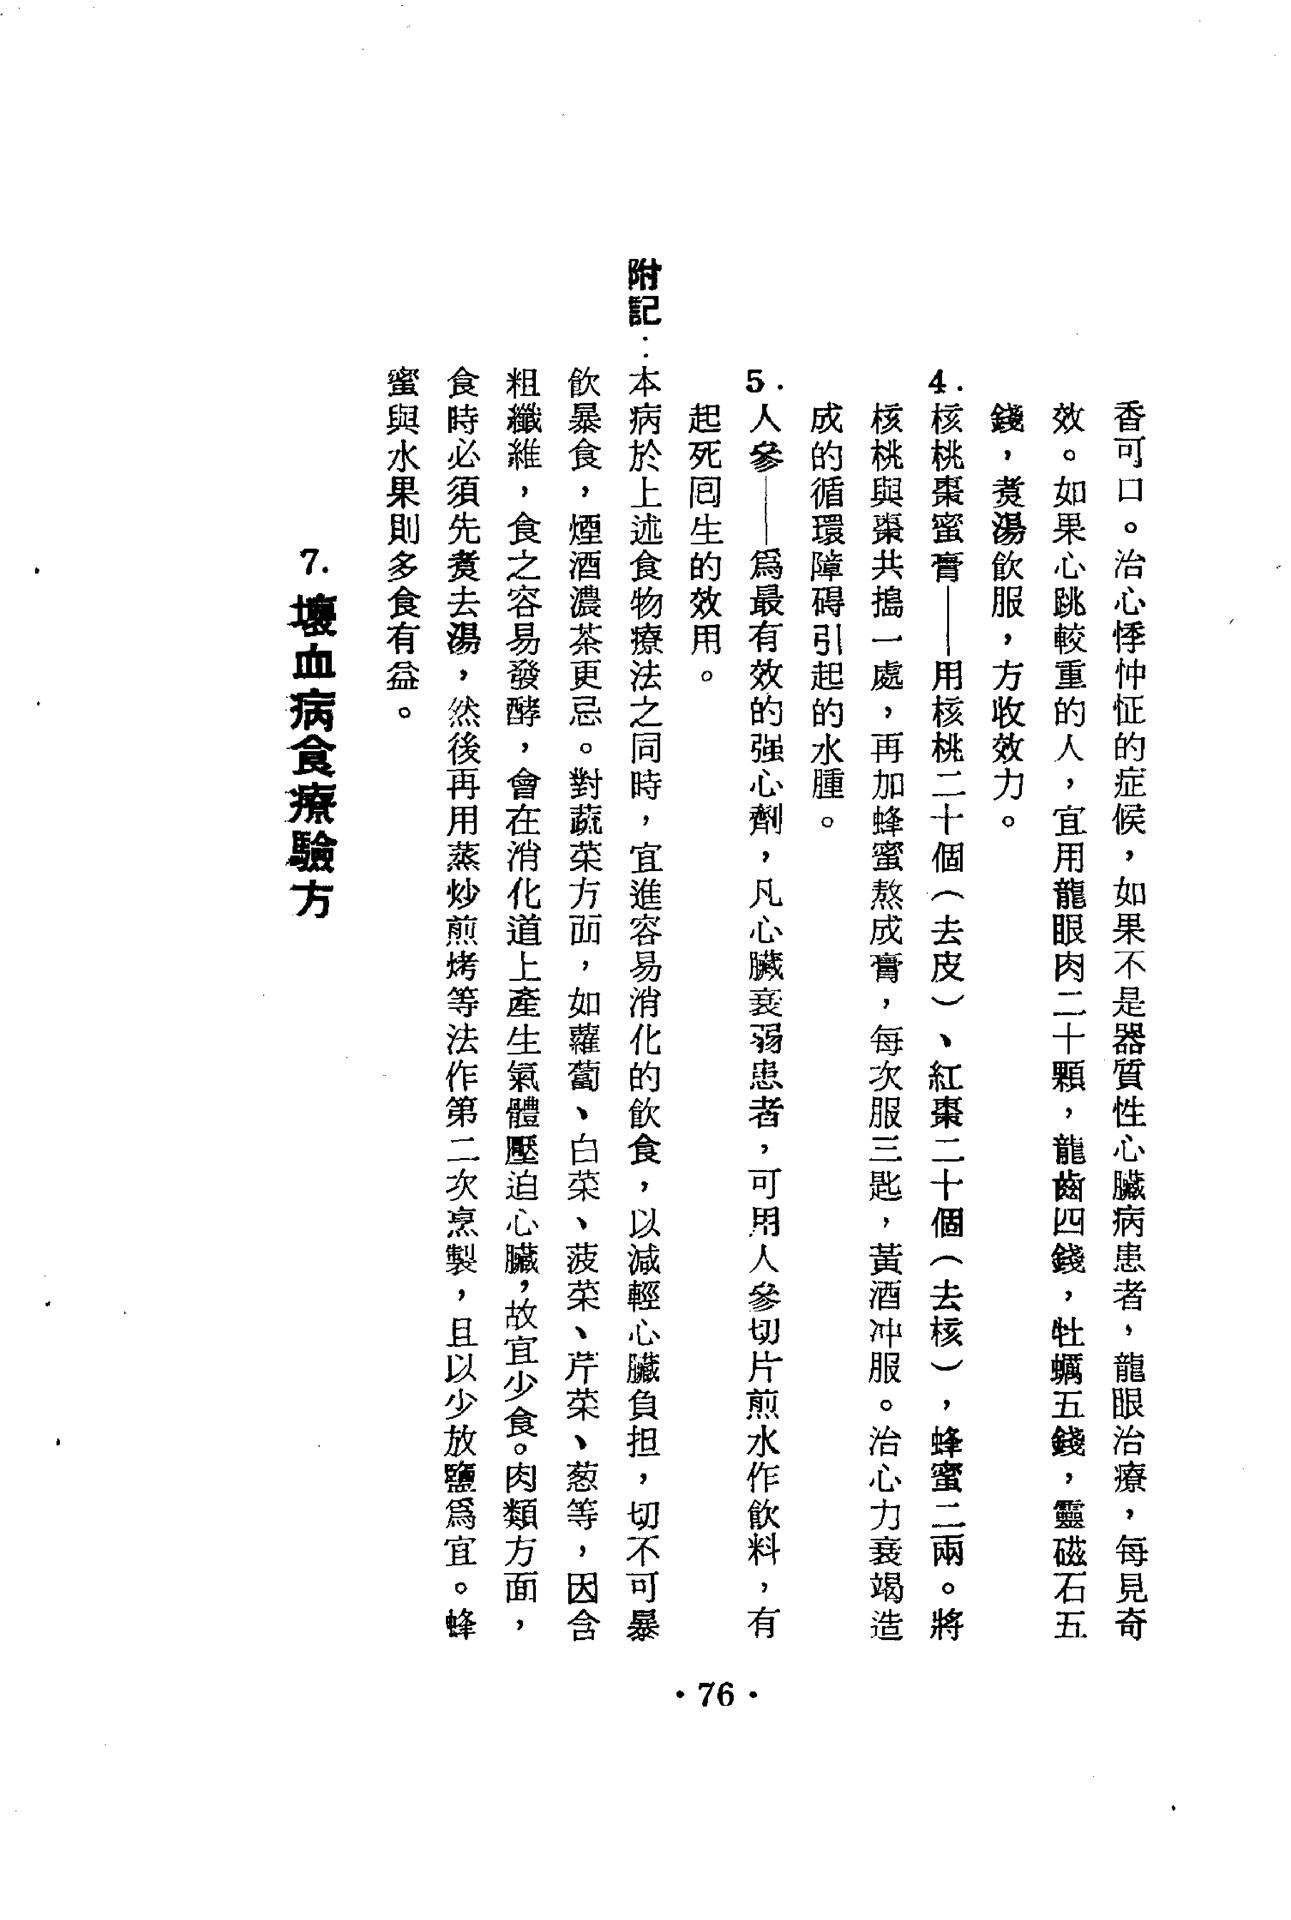 香可口。治心悸忡怔的症候，如果不是器質性心臟病患者，龍眼治療，每見奇
效。如果心跳較重的人，宜用龍眼肉二十顆，龍齒四錢，牡蠣五錢，靈磁石五
錢，煑湯飲服，方收效力。
4.核桃棗蜜膏——用核桃二十個（去皮）、紅棗二十個（去核），蜂蜜二兩。將
核桃與棗共搗一處，再加蜂蜜熬成膏，每次服三匙，黃酒冲服。治心力衰竭造
成的循環障碍引起的水腫。
5.人參——爲最有效的强心劑，凡心臟衰弱患者，可用人參切片煎水作飲料，有
起死囘生的效用。
附記：本病於上述食物療法之同時，宜進容易消化的飲食，以減輕心臟負担，切不可暴
飲暴食，煙酒濃茶更忌。對蔬菜方面，如蘿蔔、白菜、菠菜、芹菜、葱等，因含
粗纖維，食之容易發酵，會在消化道上產生氣體壓迫心臟，故宜少食。肉類方面，
食時必須先煑去湯，然後再用蒸炒煎烤等法作第二次烹製，且以少放鹽爲宜。蜂
蜜與水果則多食有益。
7.壞血病食療驗方
·76·